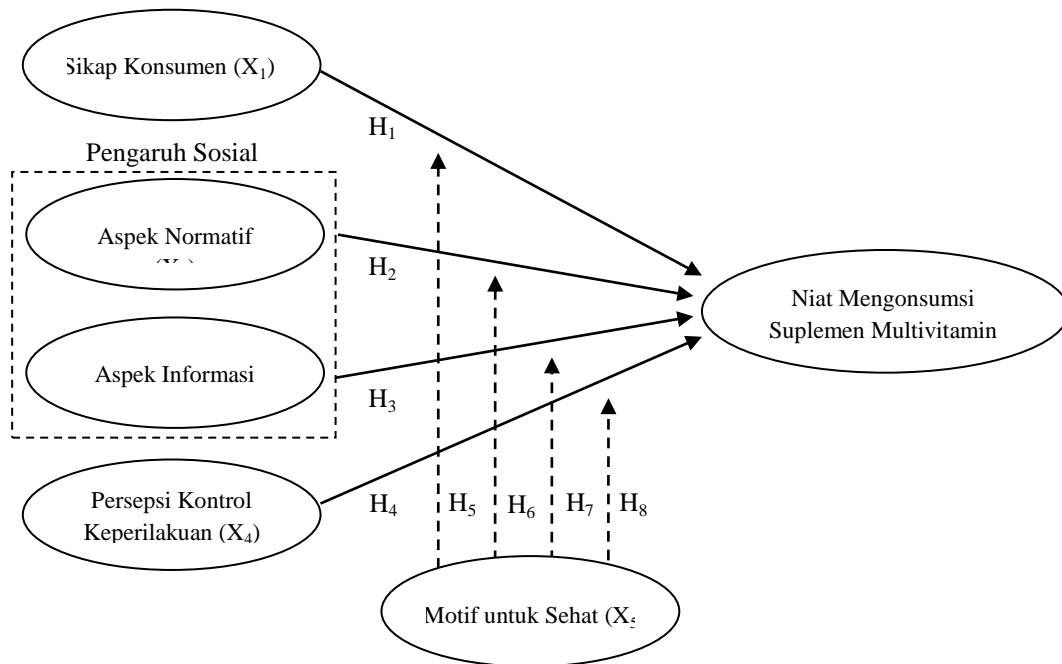 Sikap Konsumen (X₁)
H₁
Pengaruh Sosial
Aspek Normatif
H₂
Aspek Informasi
H₃
Niat Mengonsumsi
Suplemen Multivitamin
Persepsi Kontrol
Keperilakuan (X₄)
H₄
H₅
H₆
H₇
H₈
Motif untuk Sehat (X₅